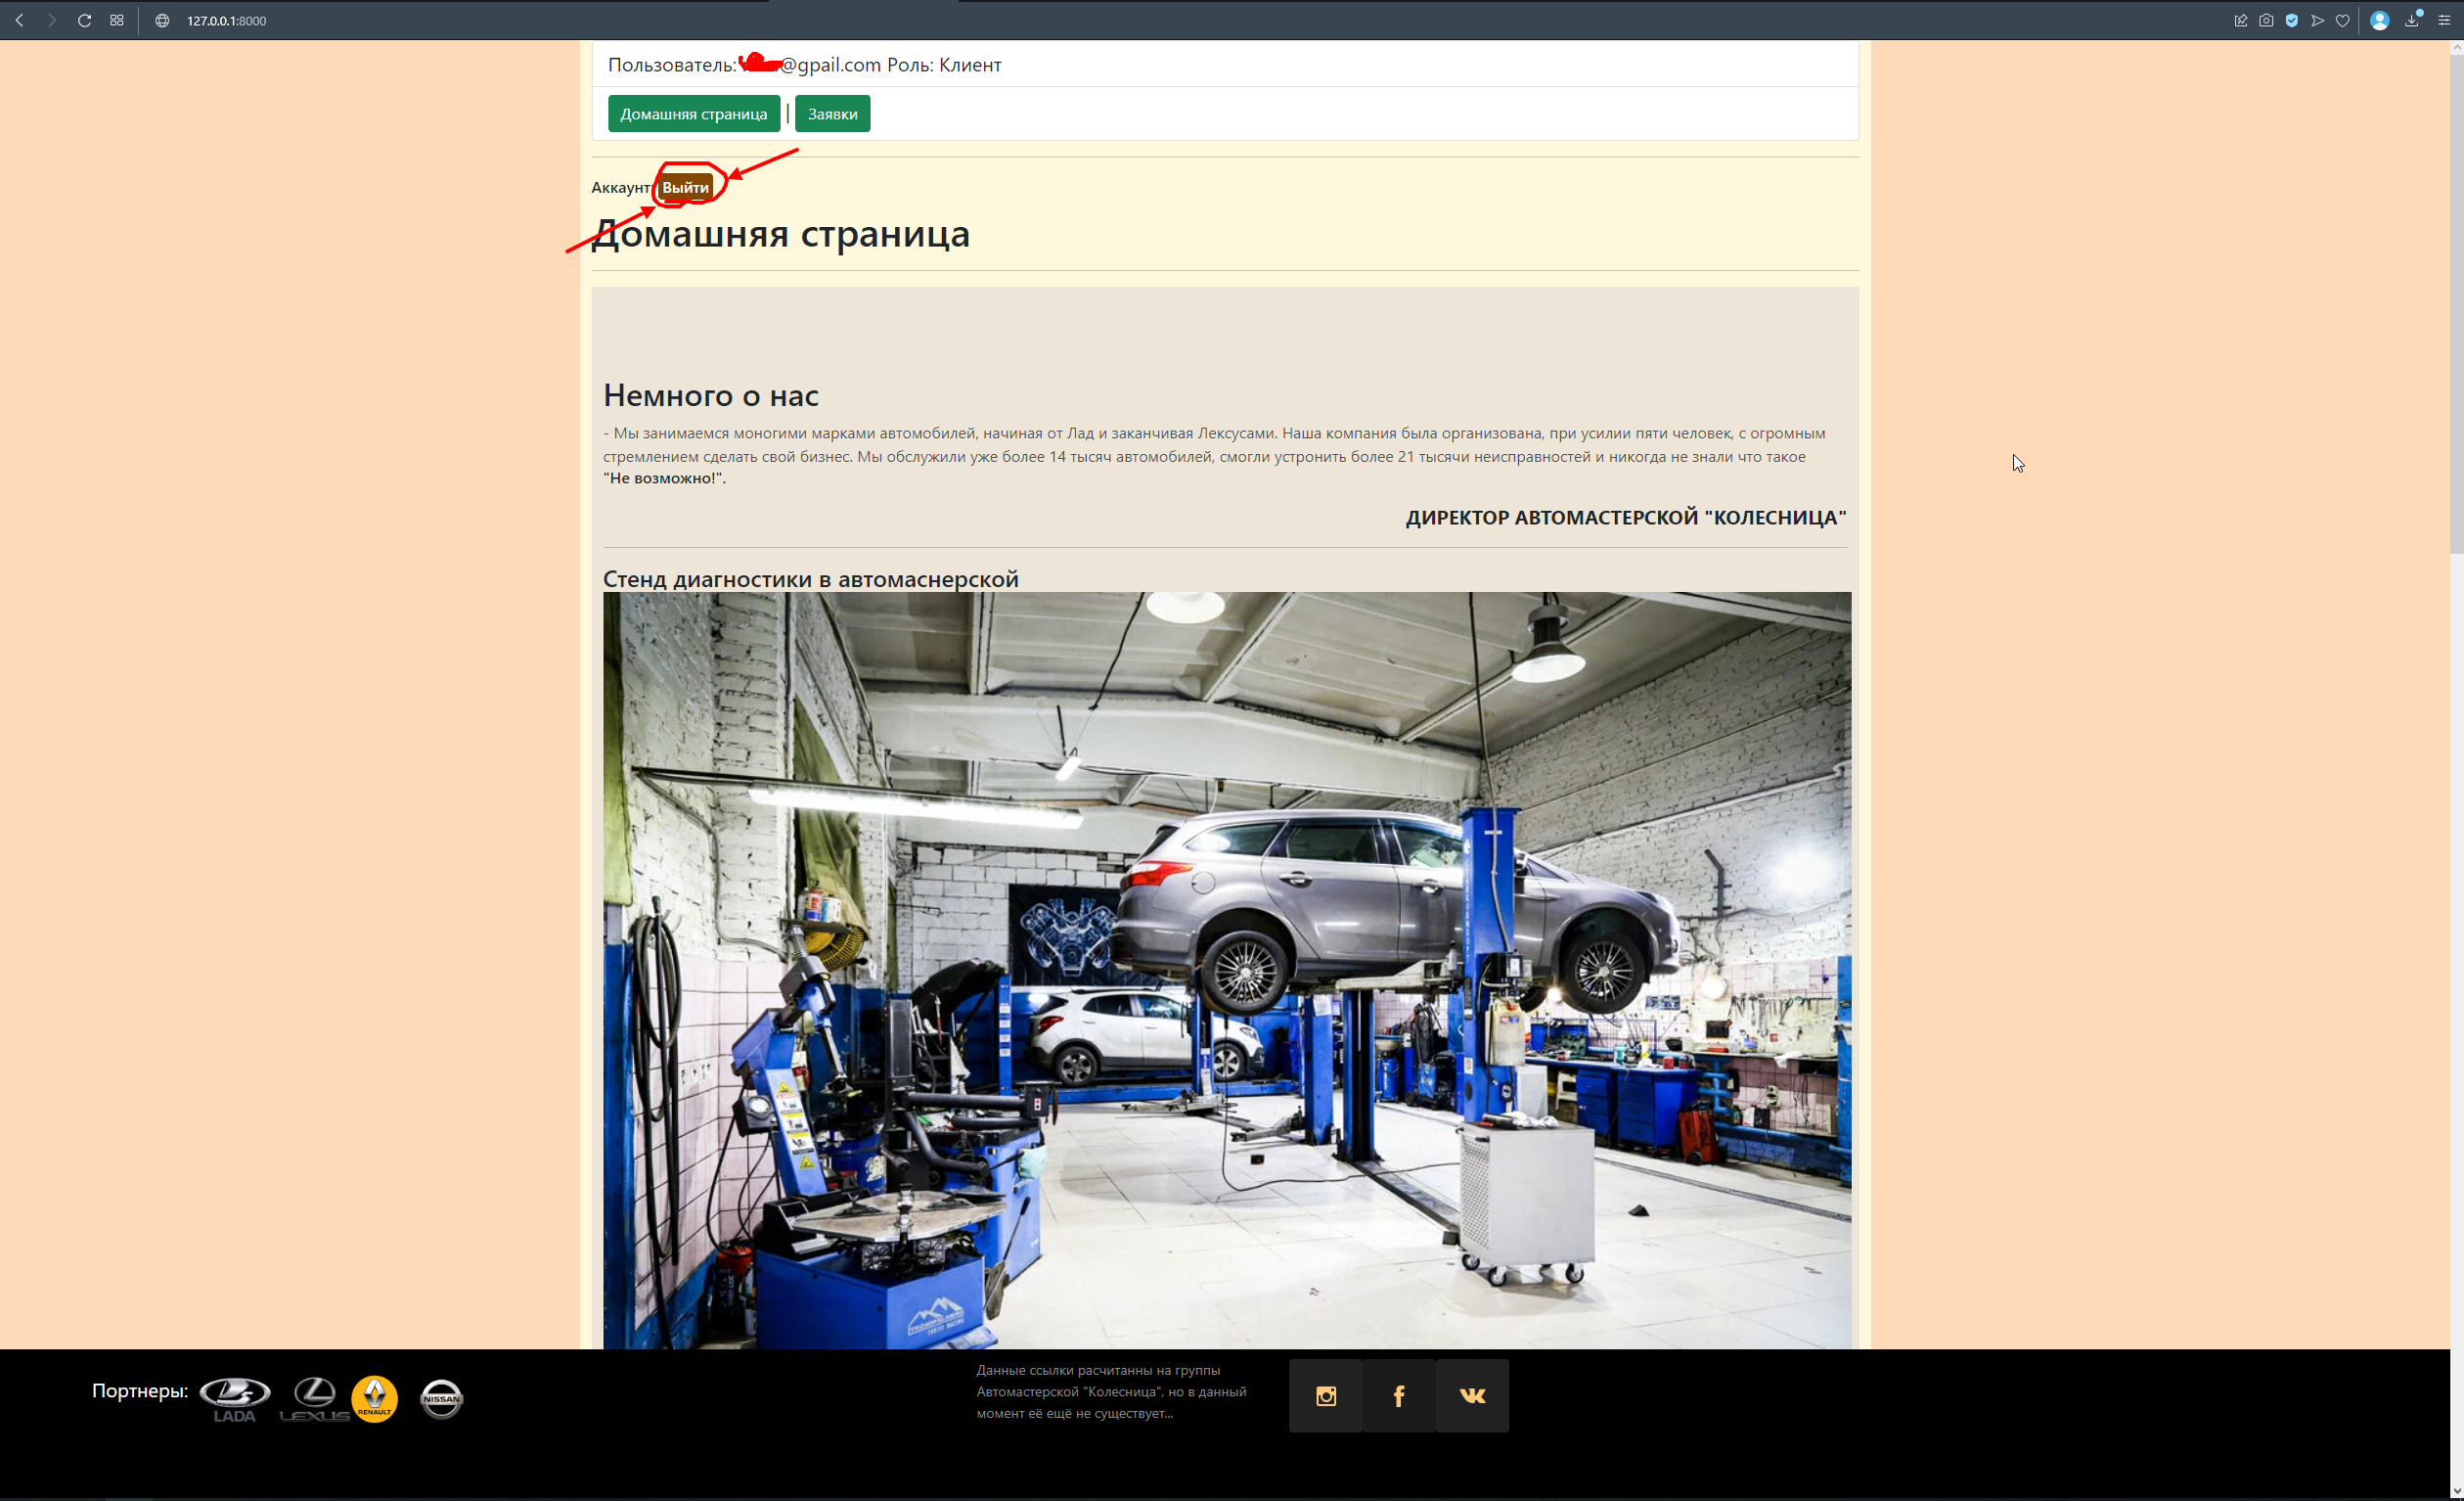 127.0.0.1:8000
Пользователь: @gpail.com Роль: Клиент
Домашняя страница | Заявки
Аккаунт: Выйти
Домашняя страница
Немного о нас
- Мы занимаемся моногими марками автомобилей, начиная от Лад и заканчивая Лексусами. Наша компания была организована, при усилии пяти человек, с огромным
стремлением сделать свой бизнес. Мы обслужили уже более 14 тысяч автомобилей, смогли устронить более 21 тысячи неисправностей и никогда не знали что такое
"Не возможно!".
ДИРЕКТОР АВТОМАСТЕРСКОЙ "КОЛЕСНИЦА"
Стенд диагностики в автомаснерской
Партнеры:
LADA
LEXUS
RENAULT
NISSAN
Данные ссылки расчитанны на группы
Автомастерской "Колесница", но в данный
момент её ещё не существует...